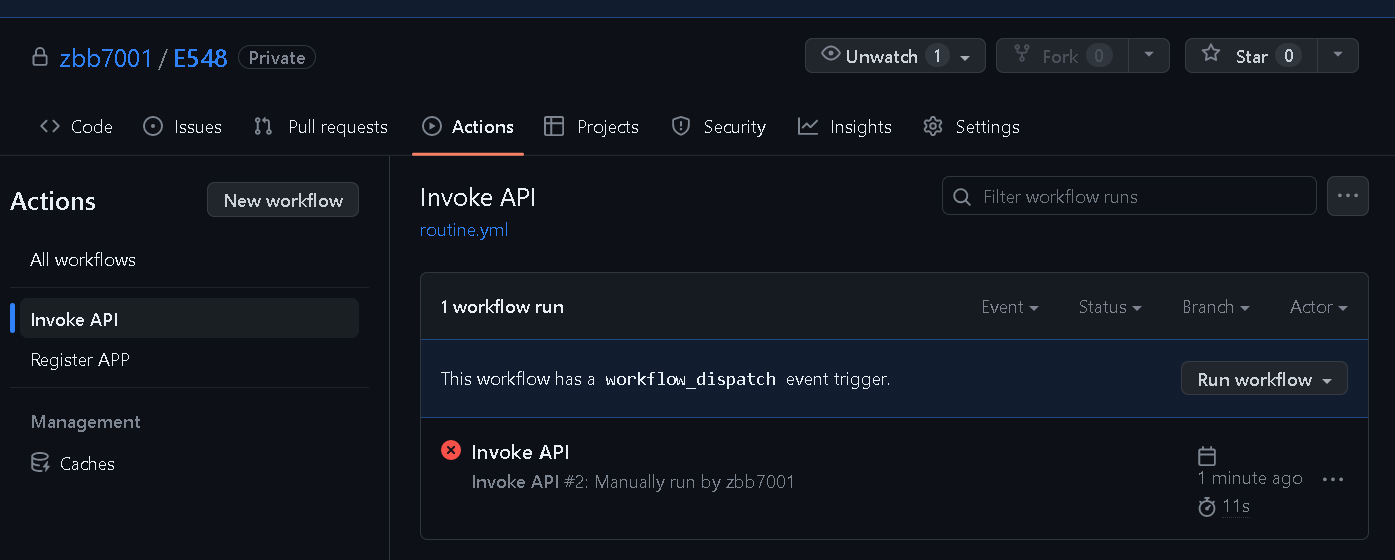 zbb7001 / E548 Private
Unwatch 1
Fork 0
Star 0
Code Issues Pull requests Actions Projects Security Insights Settings
Actions
New workflow
All workflows
Invoke API
Register APP
Management
Caches
Invoke API
routine.yml
Filter workflow runs
1 workflow run
Event Status Branch Actor
This workflow has a workflow_dispatch event trigger.
Run workflow
Invoke API
Invoke API #2: Manually run by zbb7001
1 minute ago
11s